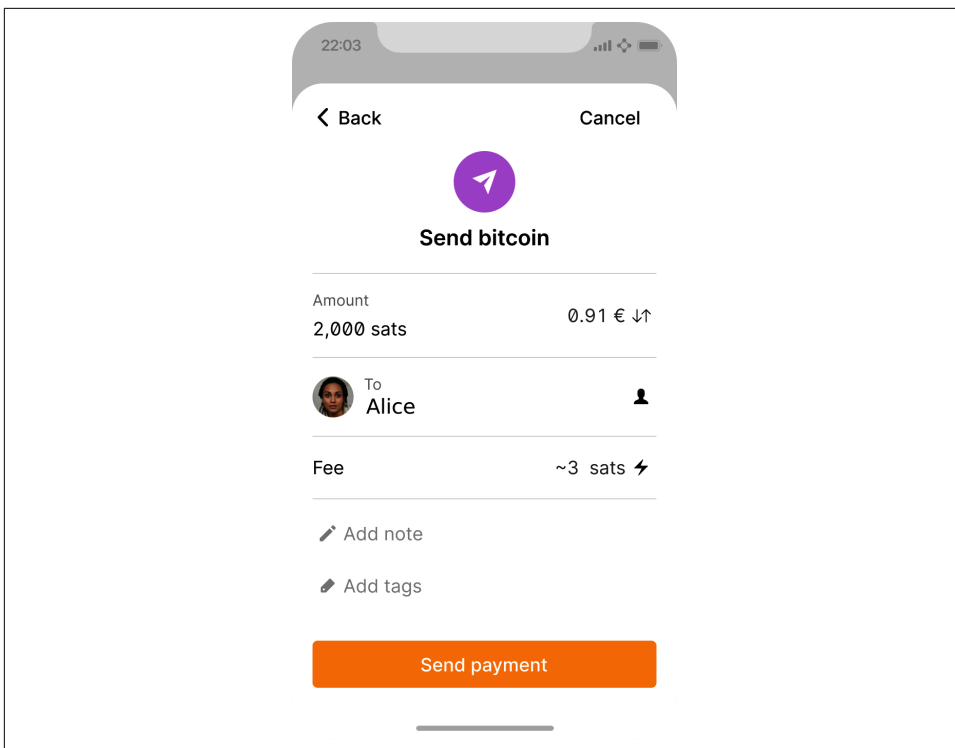 22:03
Back
Cancel
Send bitcoin
Amount
2,000 sats
0.91 €
To
Alice
Fee
~3 sats
Add note
Add tags
Send payment